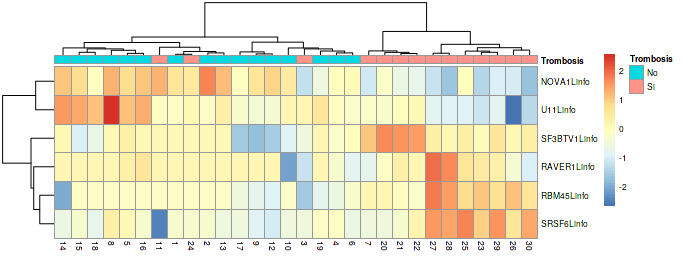 Trombosis
Trombosis
No
SI
NOVA1Linfo
U11Linfo
SF3BTV1Linfo
RAVER1Linfo
RBM45Linfo
SRSF6Linfo
2
1
0
-1
-2
14 15 18 8 5 16 11 1 24 2 13 17 9 12 10 3 19 4 6 7 20 21 22 27 28 25 23 29 26 30